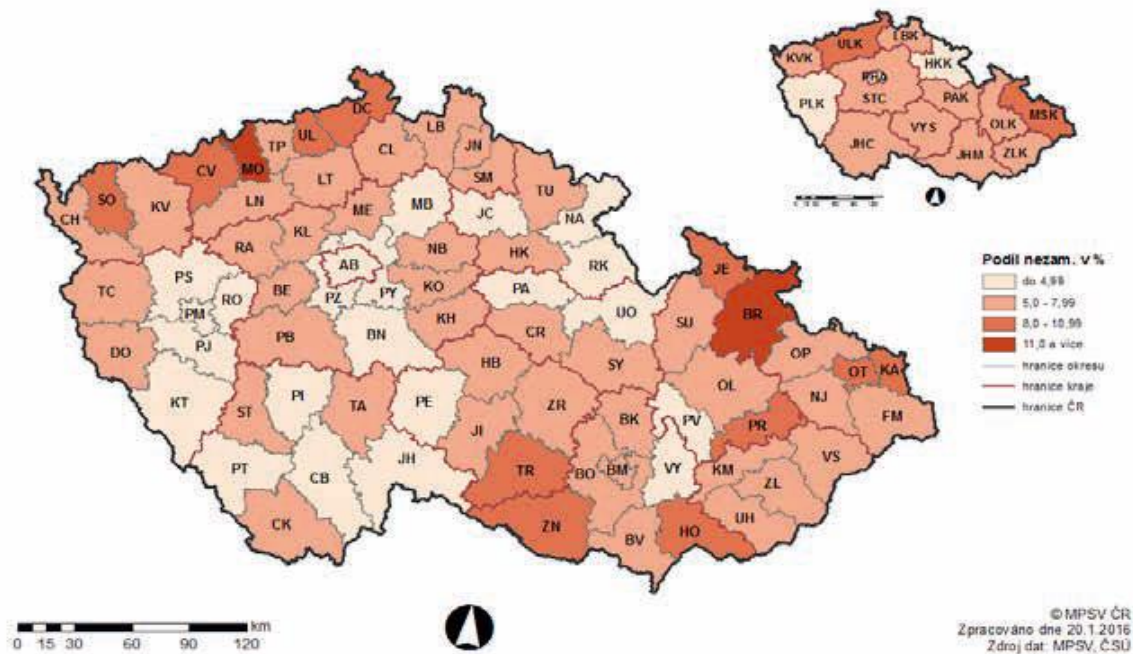 ULK
LBK
KVK
HKK
PHA
PLK
STC
PAK
MSK
OLK
VYS
JHC
JHM
ZLK
DC
LB
UL
TP
JN
CV
MO
CL
LT
SM
SO
TU
CH
KV
LN
ME
MB
JC
NA
RA
KL
NB
HK
RK
AB
PS
TC
RO
BE
KO
PA
JE
PM
PZ
PY
UO
BR
KH
SU
DO
PJ
PB
BN
CR
OP
HB
SY
OT
KA
KT
ST
PI
TA
PE
ZR
OL
NJ
FM
JI
BK
PV
PR
PT
CB
JH
TR
BO
BM
VY
KM
VS
ZL
CK
ZN
BV
HO
UH
Podíl nezam. v %
do 4,99
5,0 - 7,99
8,0 - 10,99
11,0 a více
hranice okresu
hranice kraje
hranice ČR
km
0 15 30 60 90 120
© MPSV ČR
Zpracováno dne 20.1.2016
Zdroj dat: MPSV, ČSÚ